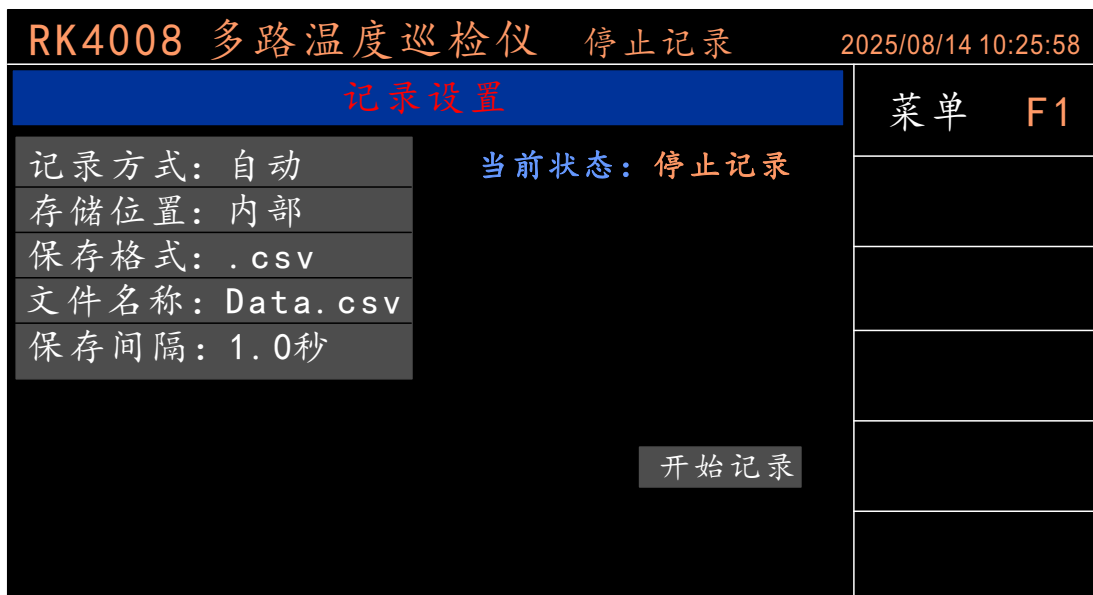 RK4008 多路温度巡检仪 停止记录 2025/08/14 10:25:58
记录设置
菜单 F1
记录方式: 自动
当前状态: 停止记录
存储位置: 内部
保存格式: .csv
文件名称: Data.csv
保存间隔: 1.0秒
开始记录